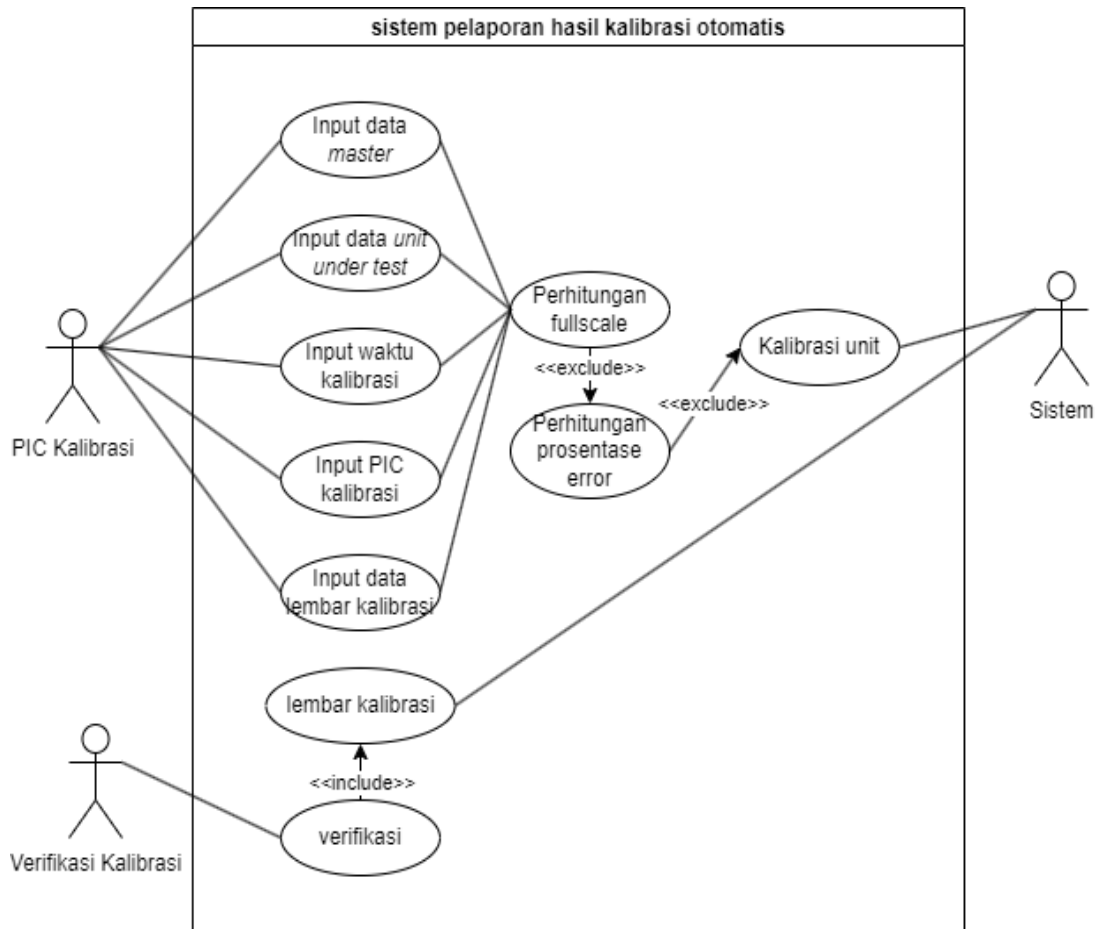 sistem pelaporan hasil kalibrasi otomatis
Input data
master
Input data unit
under test
Input waktu
kalibrasi
Input PIC
kalibrasi
Input data
lembar kalibrasi
Perhitungan
fullscale
<<exclude>>
Perhitungan
prosentase
error
<<exclude>>
Kalibrasi unit
PIC Kalibrasi
Sistem
lembar kalibrasi
<<include>>
verifikasi
Verifikasi Kalibrasi